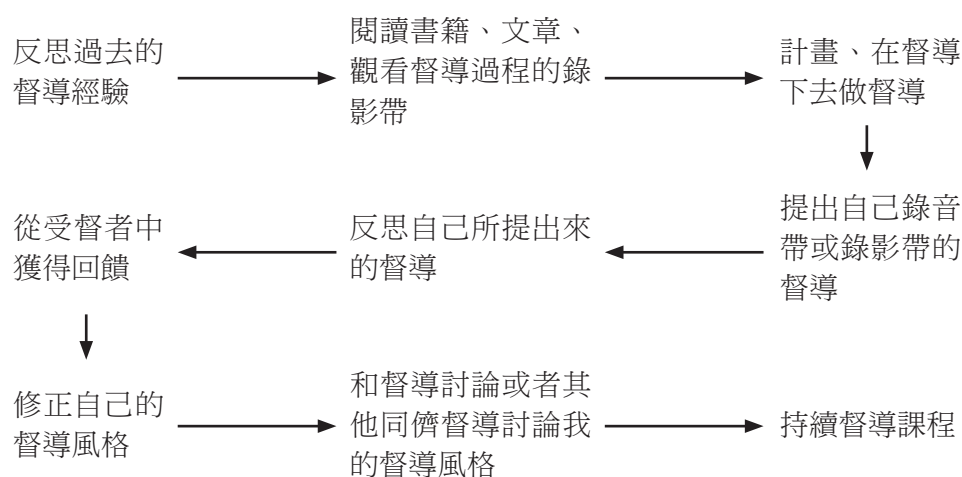 反思過去的
督導經驗
閱讀書籍、文章、
觀看督導過程的錄
影帶
計畫、在督導
下去做督導
提出自己錄音
帶或錄影帶的
督導
反思自己所提出來
的督導
從受督者中
獲得回饋
修正自己的
督導風格
和督導討論或者其
他同儕督導討論我
的督導風格
持續督導課程